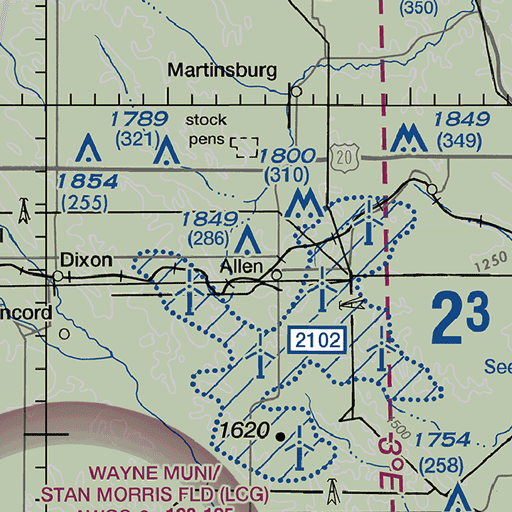 (350)
Martinsburg
1789
(321)
stock
pens
1849
(349)
1800
(310)
20
1854
(255)
1849
(286)
Dixon
Allen
1250
ncord
2102
23
See
1620
500
1754
(258)
-3°E
WAYNE MUNI/
STAN MORRIS FLD (LCG)